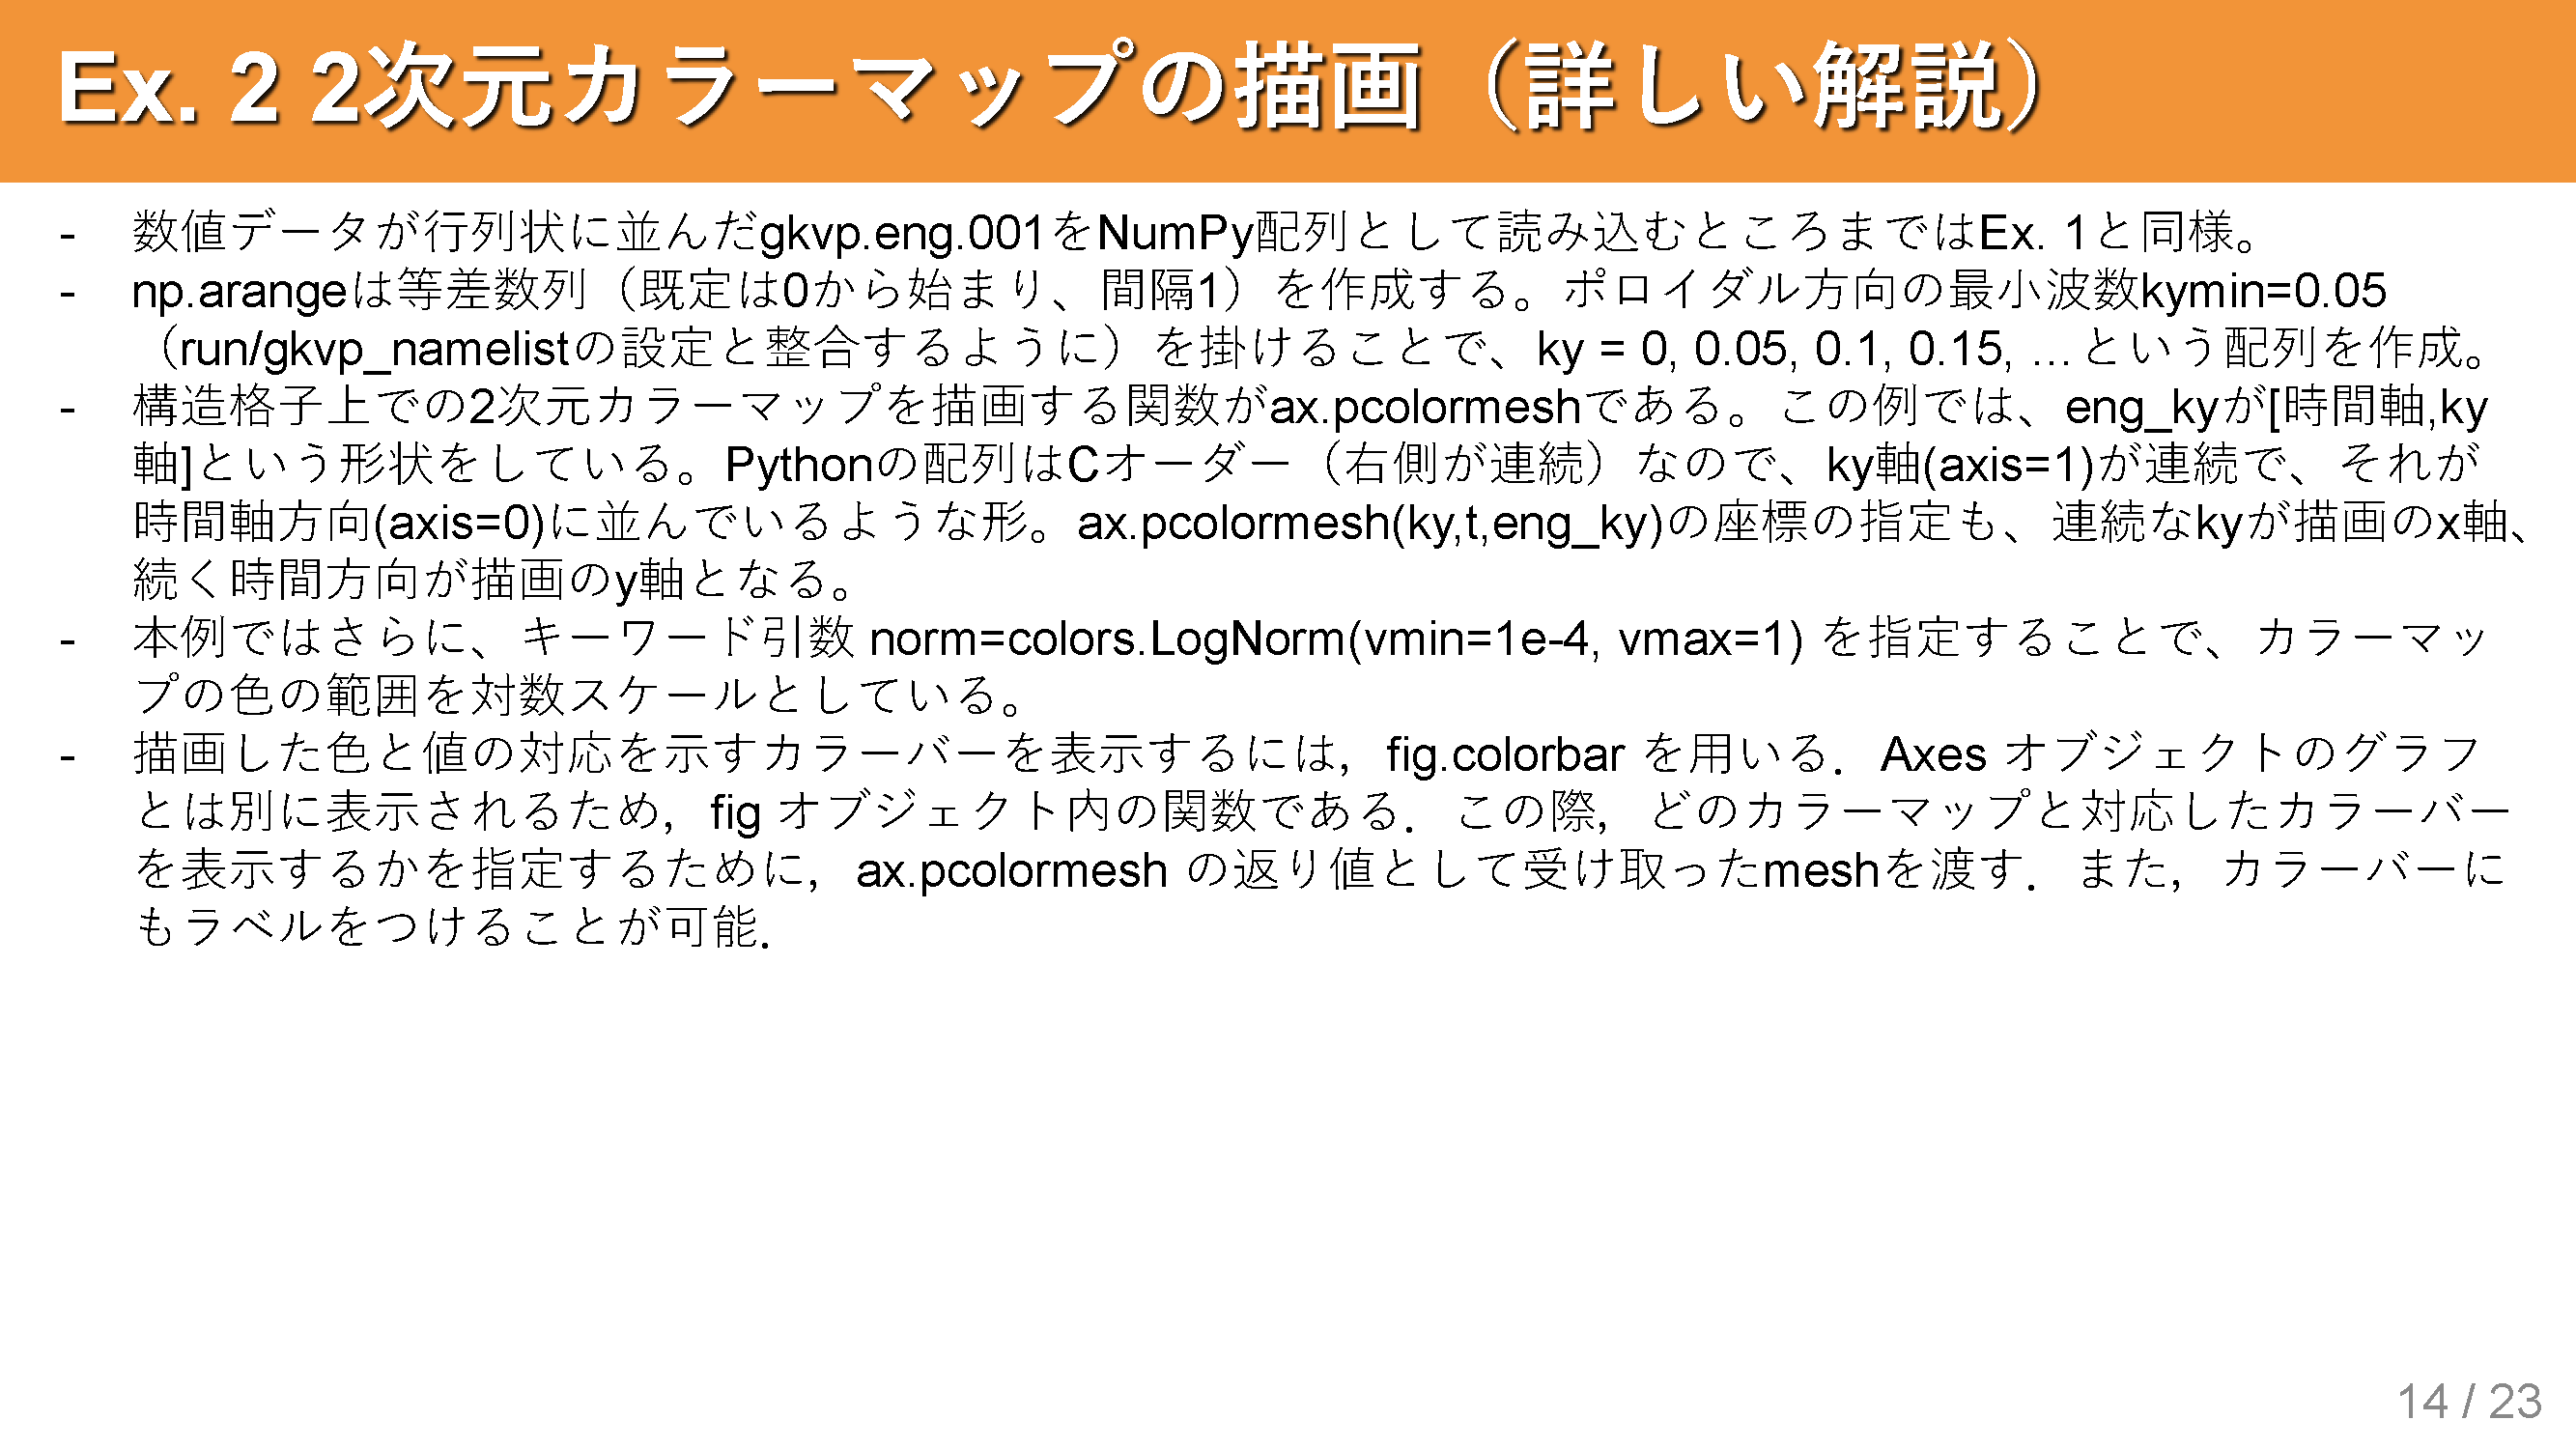 Ex. 2 2次元カラーマップの描画（詳しい解説）
- 数値データが行列状に並んだgkvp.eng.001をNumPy配列として読み込むところまではEx. 1と同様。
- np.arangeは等差数列（既定は0から始まり、間隔1）を作成する。ポロイダル方向の最小波数kymin=0.05
（run/gkvp_namelistの設定と整合するように）を掛けることで、ky = 0, 0.05, 0.1, 0.15, …という配列を作成。
- 構造格子上での2次元カラーマップを描画する関数がax.pcolormeshである。この例では、eng_kyが[時間軸,ky
軸]という形状をしている。Pythonの配列はCオーダー（右側が連続）なので、ky軸(axis=1)が連続で、それが
時間軸方向(axis=0)に並んでいるような形。ax.pcolormesh(ky,t,eng_ky)の座標の指定も、連続なkyが描画のx軸、
続く時間方向が描画のy軸となる。
- 本例ではさらに、キーワード引数 norm=colors.LogNorm(vmin=1e-4, vmax=1) を指定することで、カラーマッ
プの色の範囲を対数スケールとしている。
- 描画した色と値の対応を示すカラーバーを表示するには，fig.colorbar を用いる．Axes オブジェクトのグラフ
とは別に表示されるため，fig オブジェクト内の関数である．この際，どのカラーマップと対応したカラーバー
を表示するかを指定するために，ax.pcolormesh の返り値として受け取ったmeshを渡す．また，カラーバーに
もラベルをつけることが可能．
14 / 23